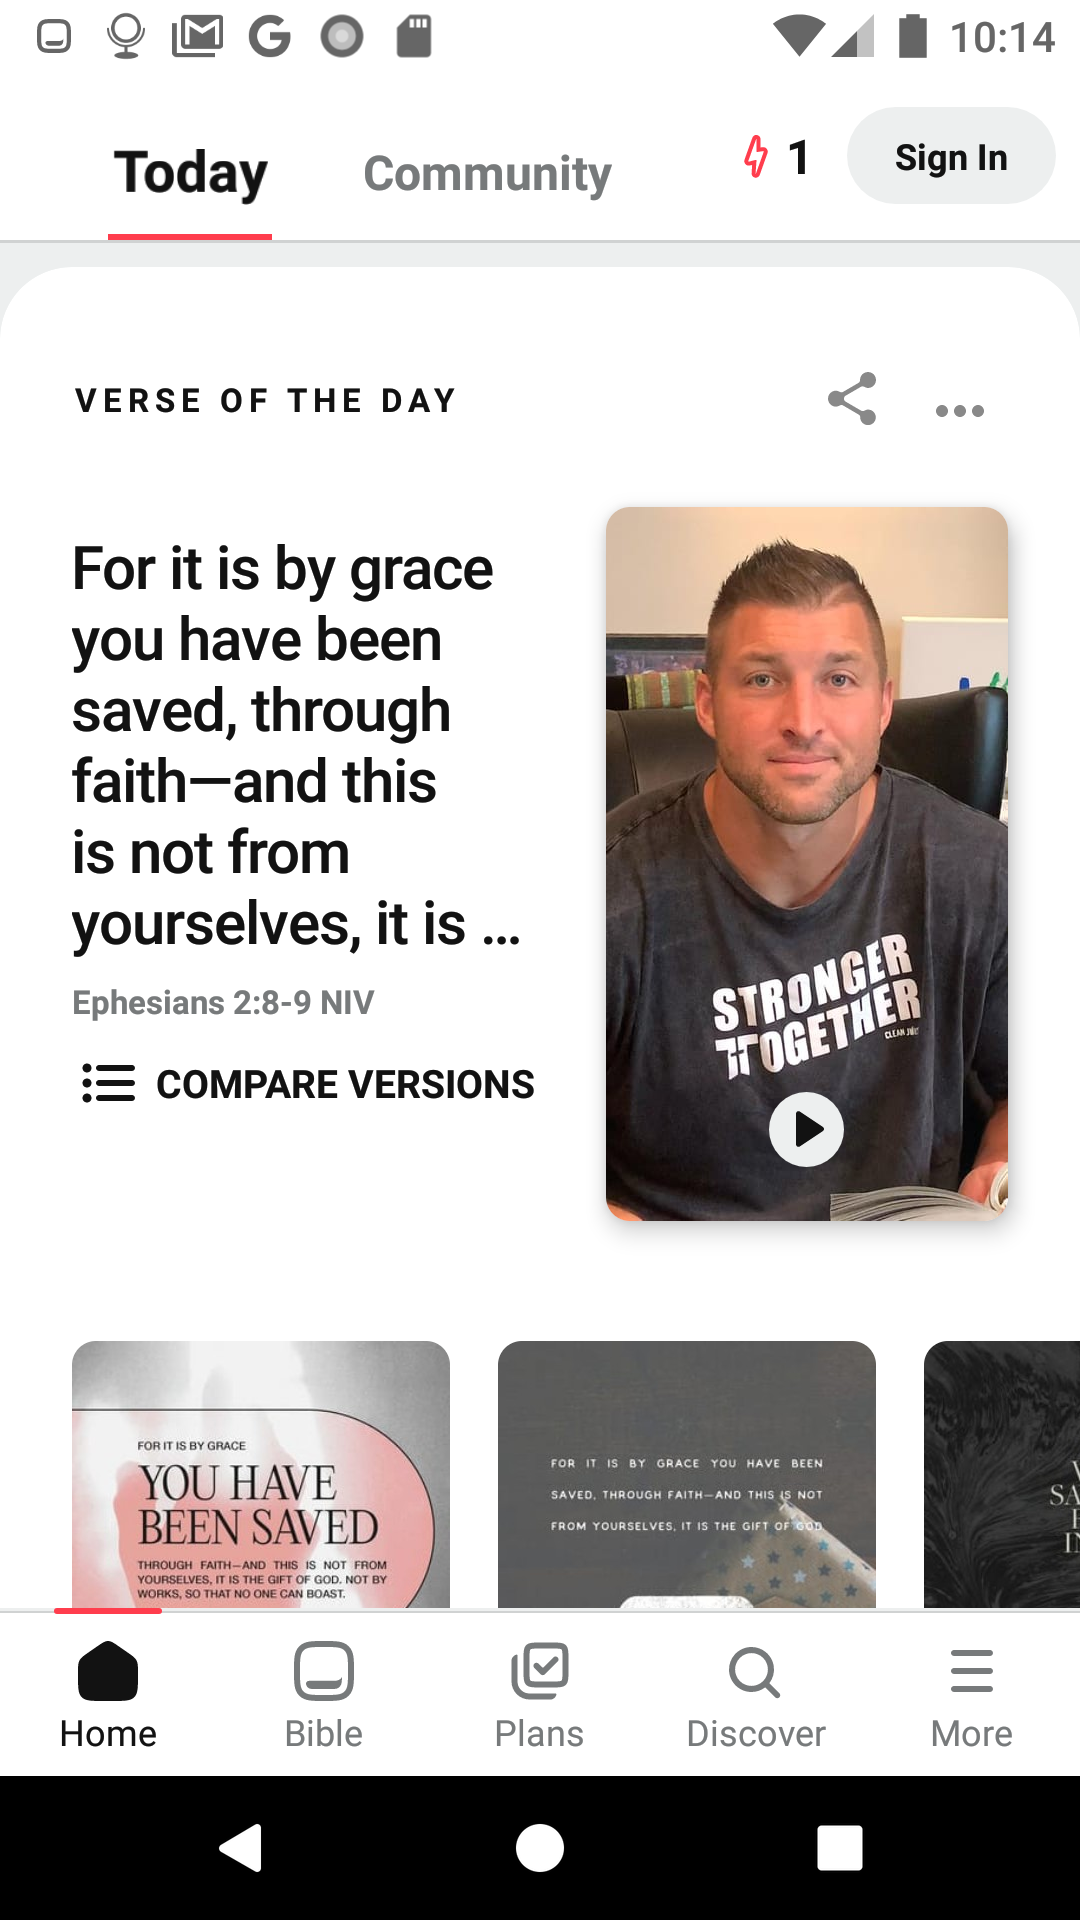 10:14
Today
Community
1
Sign In
VERSE OF THE DAY
For it is by grace
you have been
saved, through
faith—and this
is not from
yourselves, it is ...
Ephesians 2:8-9 NIV
COMPARE VERSIONS
STRONGER
TOGETHER
FOR IT IS BY GRACE
YOU HAVE
BEEN SAVED
THROUGH FAITH—AND THIS IS NOT FROM
YOURSELVES, IT IS THE GIFT OF GOD. NOT BY
WORKS, SO THAT NO ONE CAN BOAST.
FOR IT IS BY GRACE YOU HAVE BEEN
SAVED, THROUGH FAITH—AND THIS IS NOT
FROM YOURSELVES, IT IS THE GIFT OF GOD.
Home
Bible
Plans
Discover
More